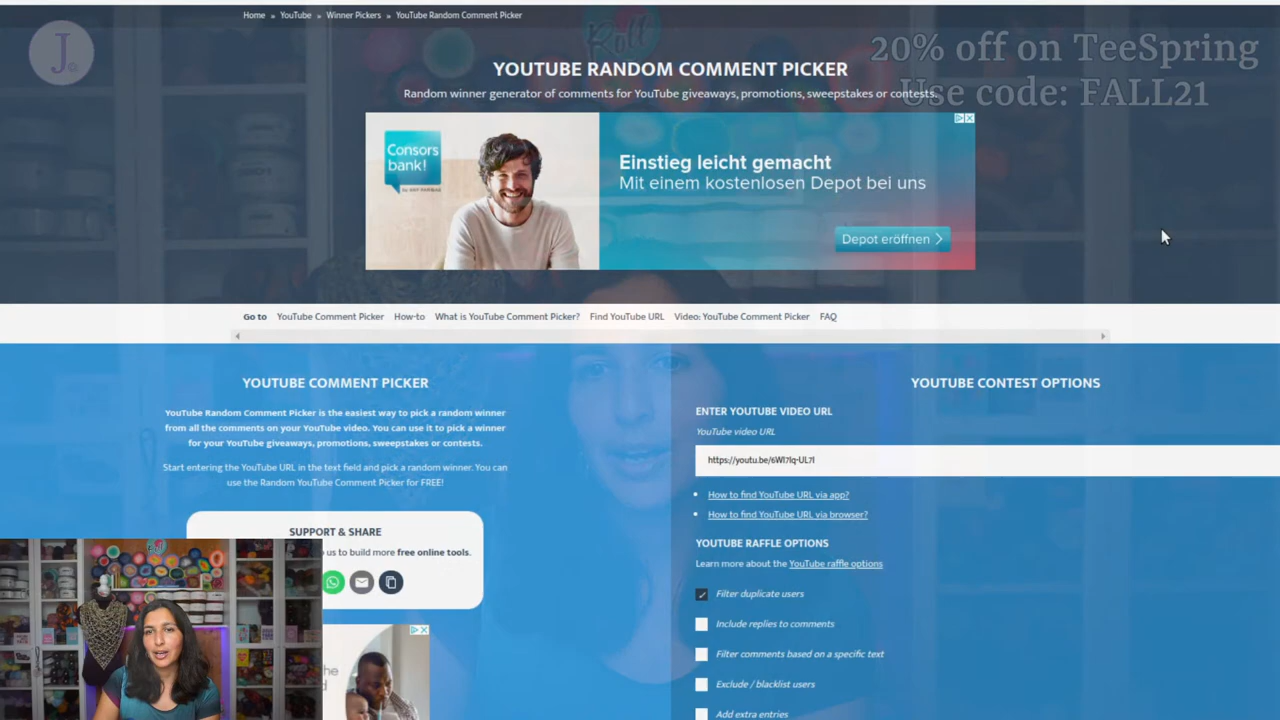 Home » YouTube » Winner Pickers » YouTube Random Comment Picker
J
Roll
20% off on TeeSpring
Use code: FALL21
YOUTUBE RANDOM COMMENT PICKER
Random winner generator of comments for YouTube giveaways, promotions, sweepstakes or contests.
Consors
bank!
Einstieg leicht gemacht
Mit einem kostenlosen Depot bei uns
Depot eröffnen
Go to YouTube Comment Picker How-to What is YouTube Comment Picker? Find YouTube URL Video: YouTube Comment Picker FAQ
YOUTUBE COMMENT PICKER
YouTube Random Comment Picker is the easiest way to pick a random winner
from all the comments on your YouTube video. You can use it to pick a winner
for your YouTube giveaways, promotions, sweepstakes or contests.
Start entering the YouTube URL in the text field and pick a random winner. You can
use the Random YouTube Comment Picker for FREE!
SUPPORT & SHARE
us to build more free online tools.
YOUTUBE CONTEST OPTIONS
ENTER YOUTUBE VIDEO URL
YouTube video URL
How to find YouTube URL via app?
How to find YouTube URL via browser?
YOUTUBE RAFFLE OPTIONS
Learn more about the YouTube raffle options
Filter duplicate users
Include replies to comments
Filter comments based on a specific text
Exclude / blacklist users
Add extra entries